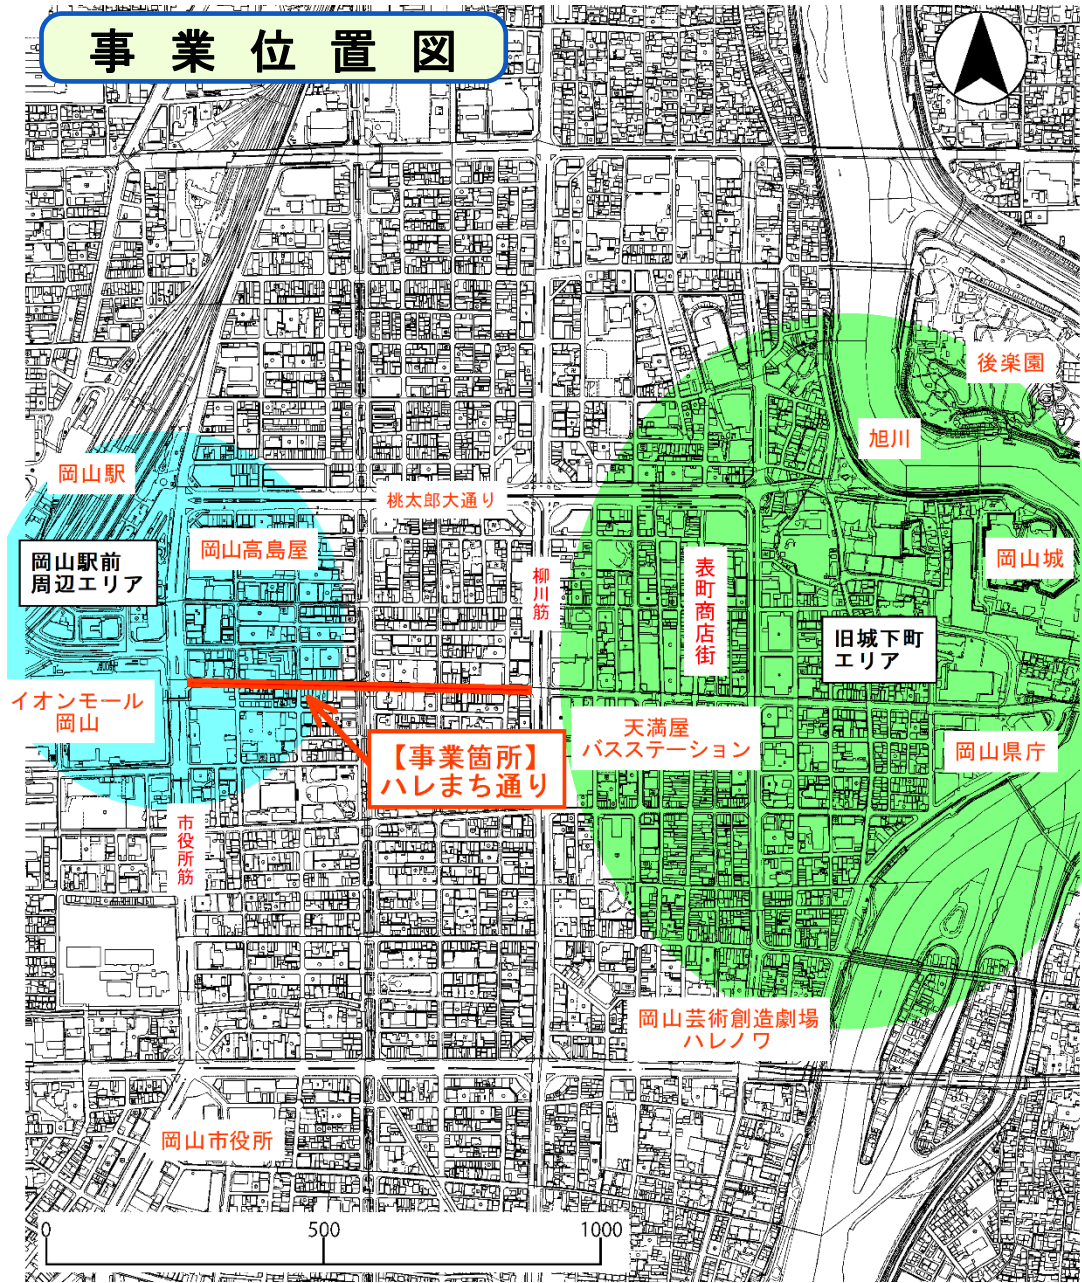 事業位置図
後楽園
旭川
岡山駅
桃太郎大通り
岡山高島屋
岡山駅前
周辺エリア
岡山城
柳川筋
表町商店街
旧城下町
エリア
イオンモール
岡山
天満屋
バスステーション
岡山県庁
【事業箇所】
ハレまち通り
市役所筋
岡山芸術創造劇場
ハレノワ
岡山市役所
0 500 1000